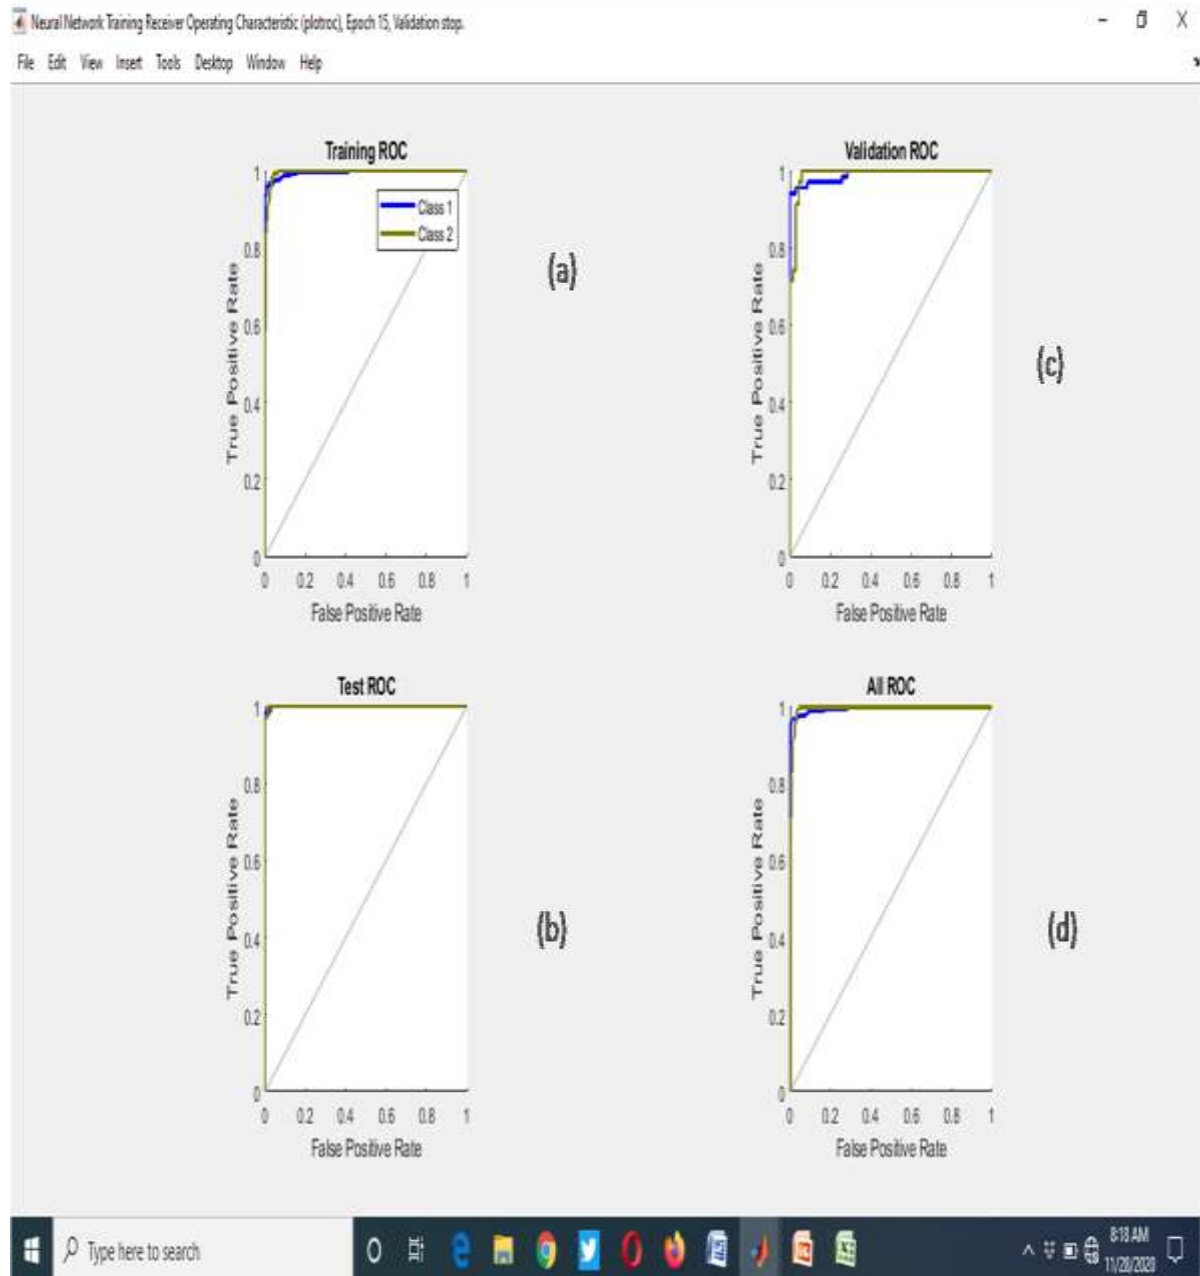 Neural Network Training Receiver Operating Characteristic (plotroc), Epoch 15, Validation stop.
File Edit View Insert Tools Desktop Window Help
Training ROC
1
0.8
0.6
0.4
0.2
0
True Positive Rate
Class 1
Class 2
0 0.2 0.4 0.6 0.8 1
False Positive Rate
(a)
Validation ROC
1
0.8
0.6
0.4
0.2
0
True Positive Rate
0 0.2 0.4 0.6 0.8 1
False Positive Rate
(c)
Test ROC
1
0.8
0.6
0.4
0.2
0
True Positive Rate
0 0.2 0.4 0.6 0.8 1
False Positive Rate
(b)
All ROC
1
0.8
0.6
0.4
0.2
0
True Positive Rate
0 0.2 0.4 0.6 0.8 1
False Positive Rate
(d)
Type here to search
8:18 AM
11/28/2020